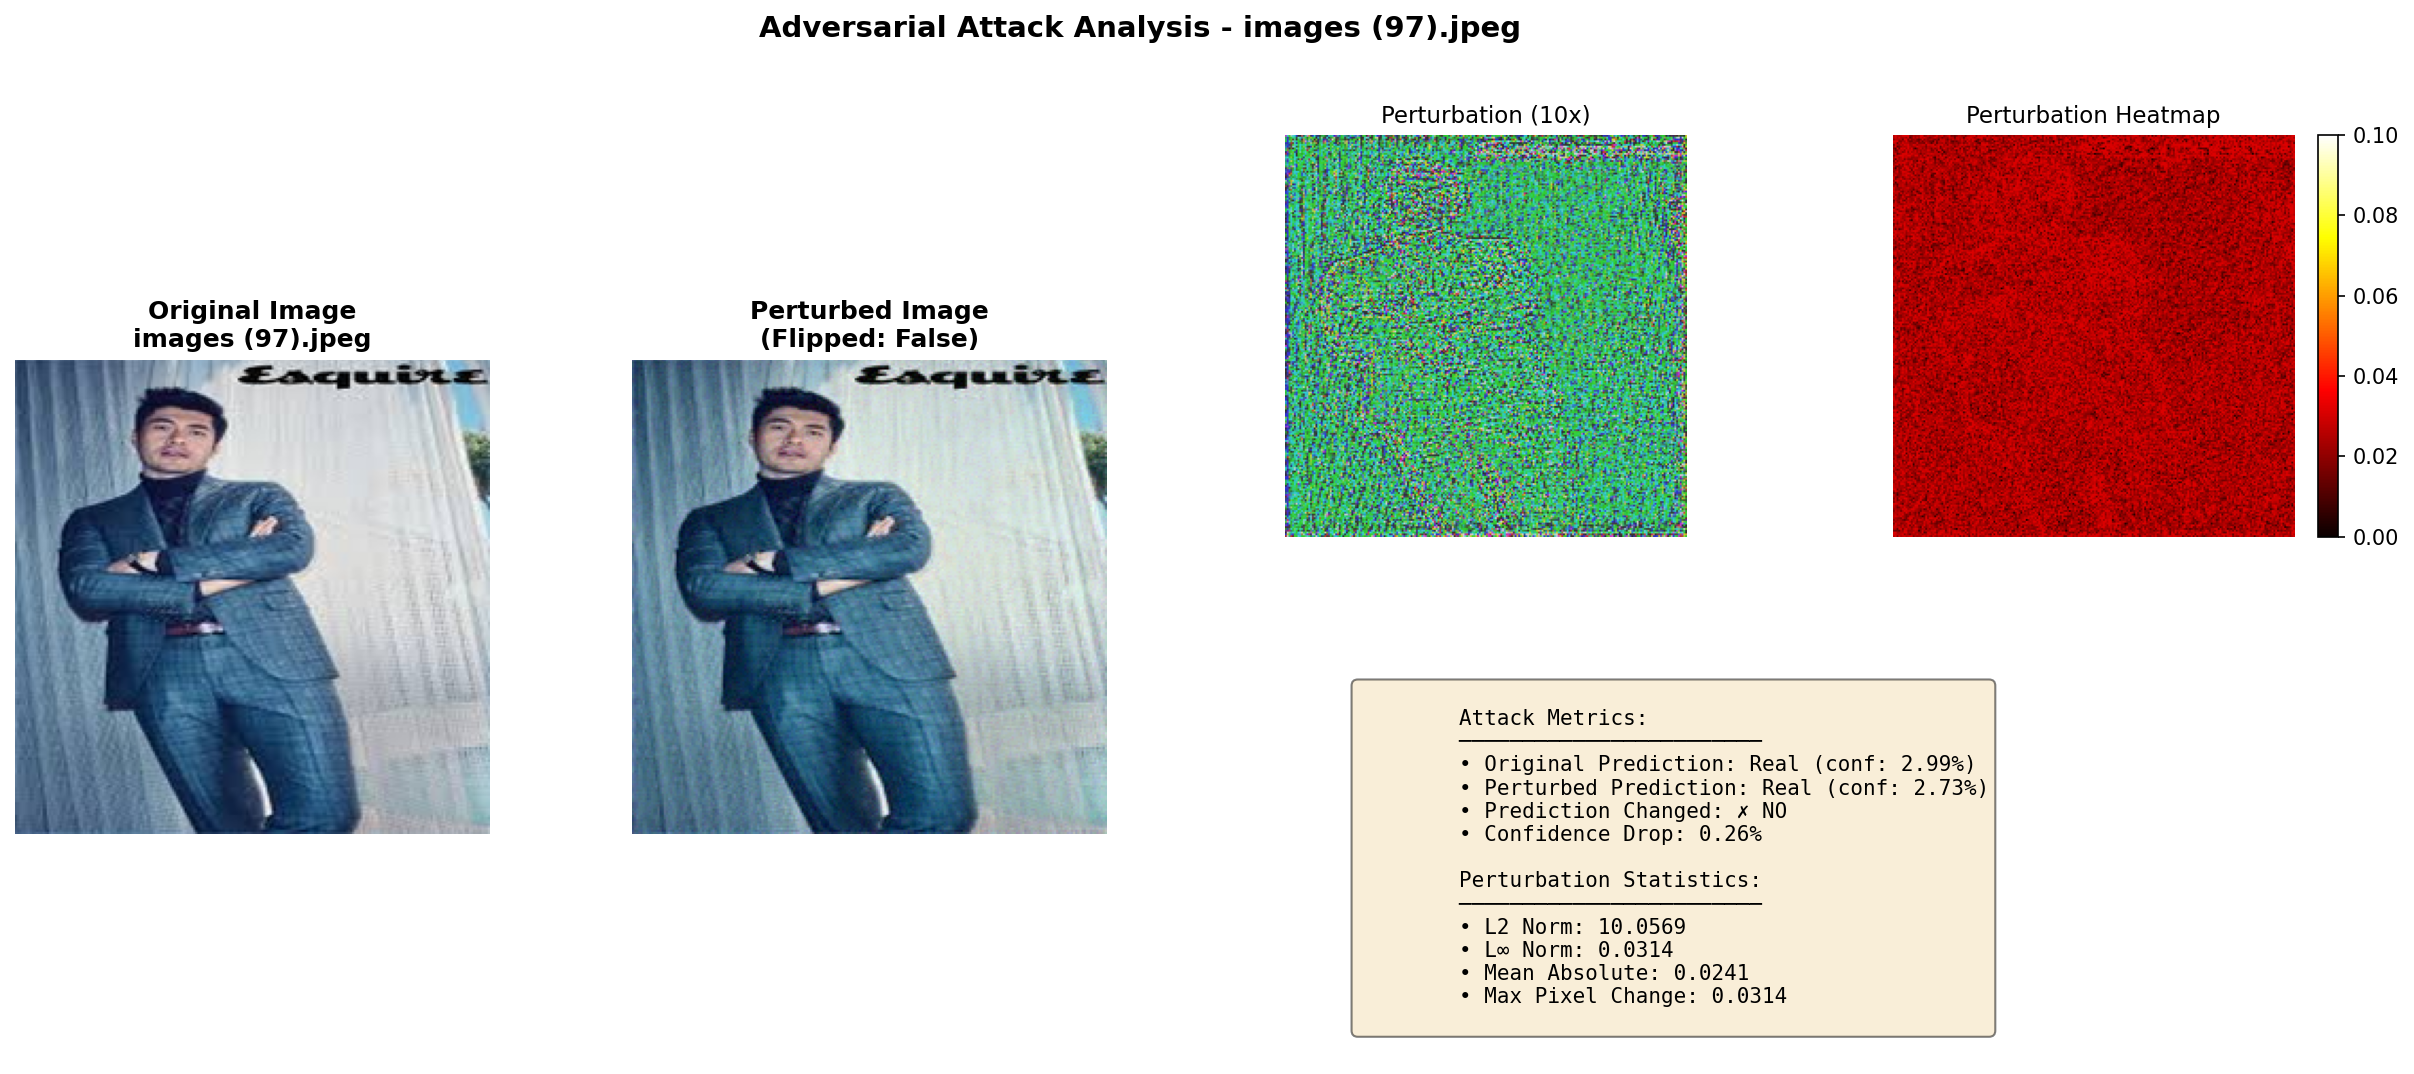 Adversarial Attack Analysis - images (97).jpeg
Original Image
images (97).jpeg
Esquire
Perturbed Image
(Flipped: False)
Esquire
Perturbation (10x)
Perturbation Heatmap
0.10
0.08
0.06
0.04
0.02
0.00
Attack Metrics:
• Original Prediction: Real (conf: 2.99%)
• Perturbed Prediction: Real (conf: 2.73%)
• Prediction Changed: ✗ NO
• Confidence Drop: 0.26%
Perturbation Statistics:
• L2 Norm: 10.0569
• L∞ Norm: 0.0314
• Mean Absolute: 0.0241
• Max Pixel Change: 0.0314